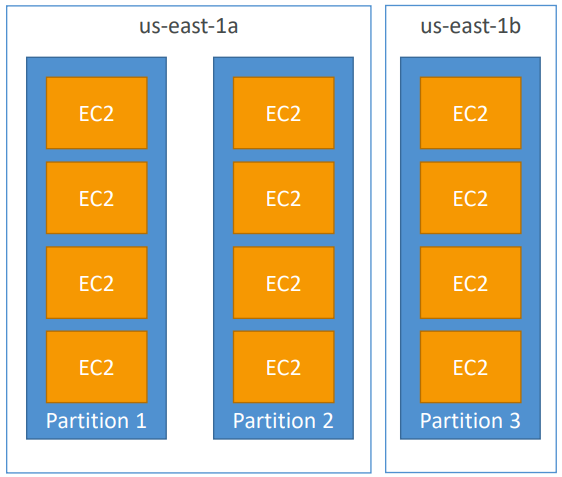 us-east-1a
EC2
EC2
EC2
EC2
Partition 1
EC2
EC2
EC2
EC2
Partition 2
us-east-1b
EC2
EC2
EC2
EC2
Partition 3